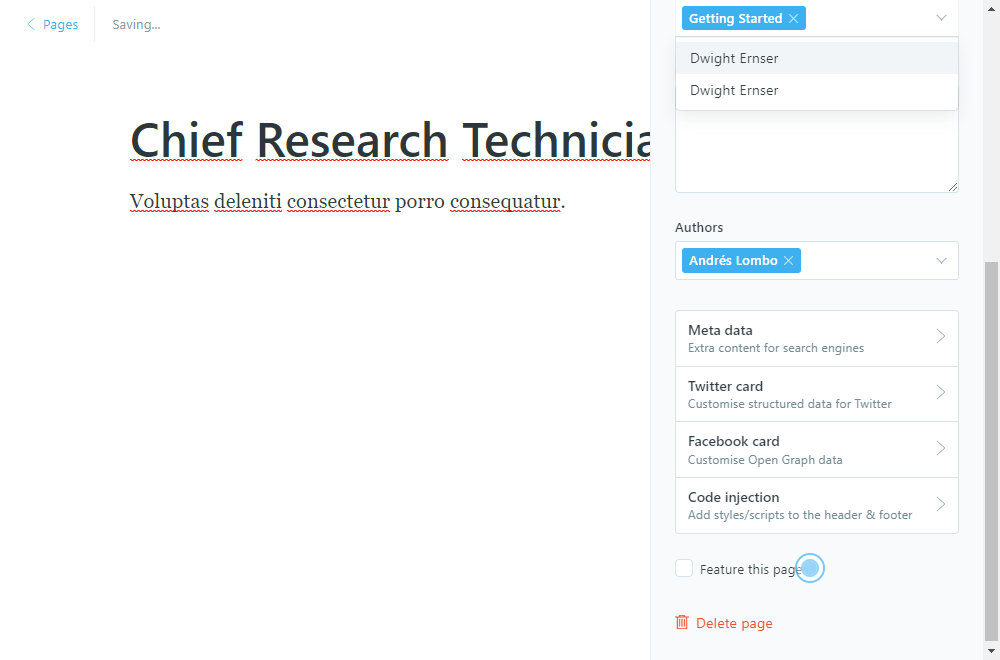 Pages
Saving...
Chief Research
Voluptas deleniti consectetur porro consequatur.
Getting Started
Dwight Ernser
Dwight Ernser
Authors
Andrés Lombo
Meta data
Extra content for search engines
Twitter card
Customise structured data for Twitter
Facebook card
Customise Open Graph data
Code injection
Add styles/scripts to the header & footer
Feature this page
Delete page